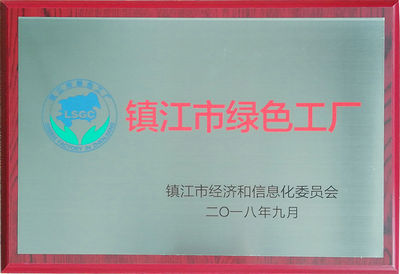 LSGC
镇江市绿色工厂
镇江市经济和信息化委员会
二〇一八年九月